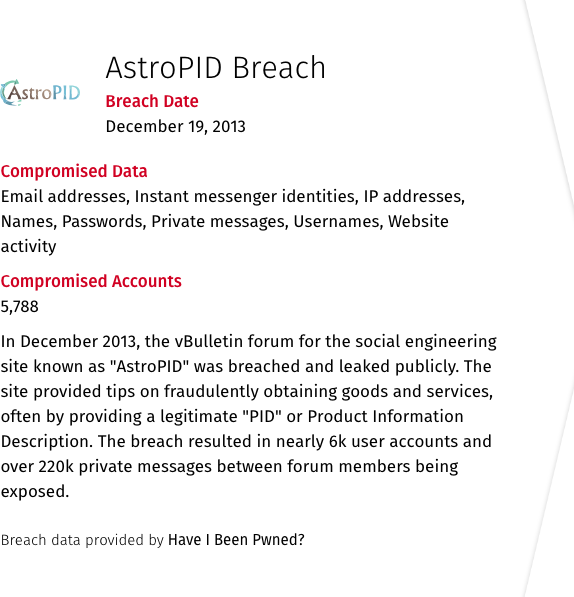 AstroPID Breach
AstroPID
Breach Date
December 19, 2013
Compromised Data
Email addresses, Instant messenger identities, IP addresses,
Names, Passwords, Private messages, Usernames, Website
activity
Compromised Accounts
5,788
In December 2013, the vBulletin forum for the social engineering
site known as "AstroPID" was breached and leaked publicly. The
site provided tips on fraudulently obtaining goods and services,
often by providing a legitimate "PID" or Product Information
Description. The breach resulted in nearly 6k user accounts and
over 220k private messages between forum members being
exposed.
Breach data provided by Have I Been Pwned?